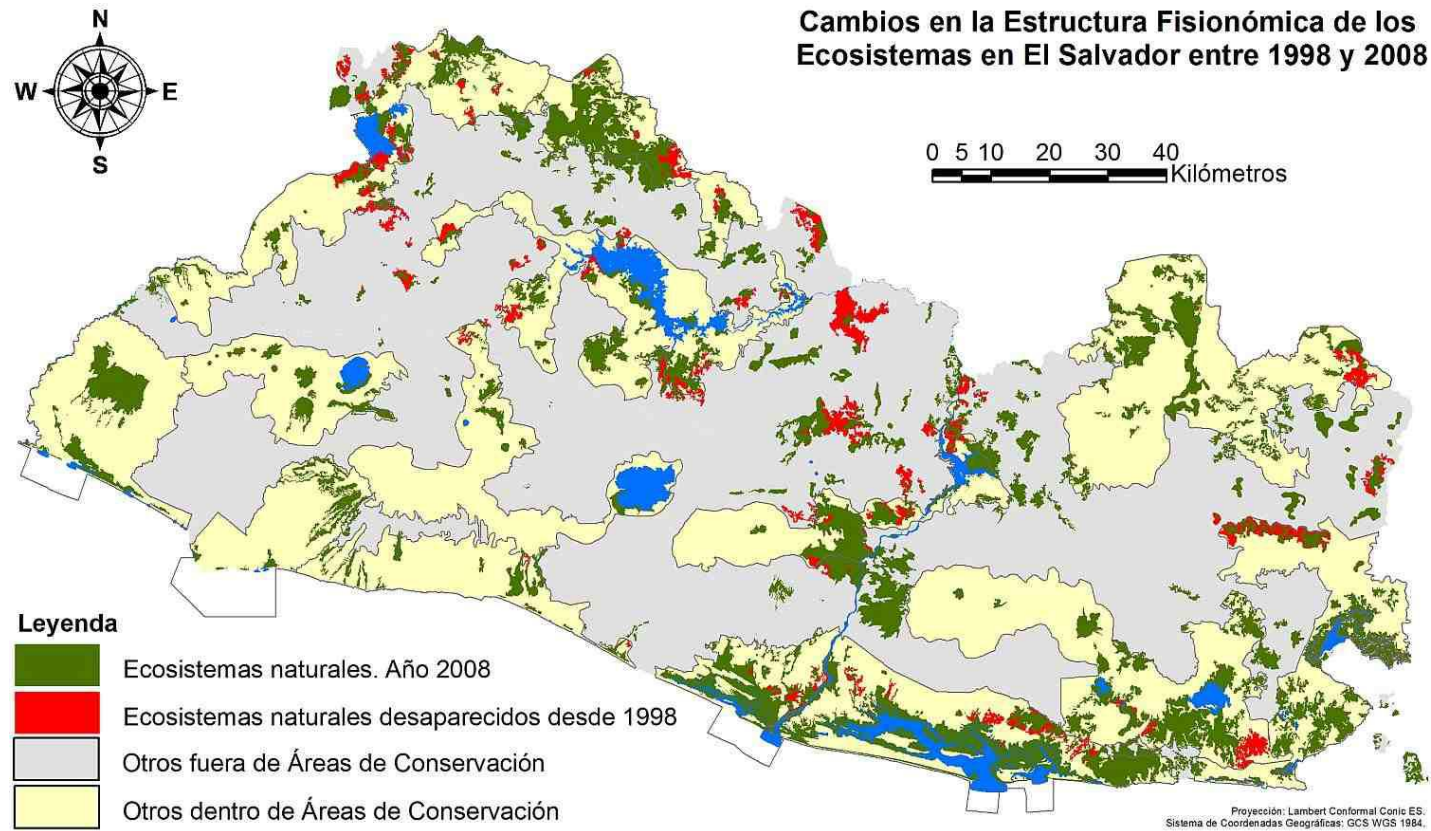 Cambios en la Estructura Fisionómica de los
Ecosistemas en El Salvador entre 1998 y 2008
N
W E
S
0 5 10 20 30 40
Kilómetros
Leyenda
Ecosistemas naturales. Año 2008
Ecosistemas naturales desaparecidos desde 1998
Otros fuera de Áreas de Conservación
Otros dentro de Áreas de Conservación
Proyección: Lambert Conformal Conic ES.
Sistema de Coordenadas Geográficas: GCS WGS 1984.